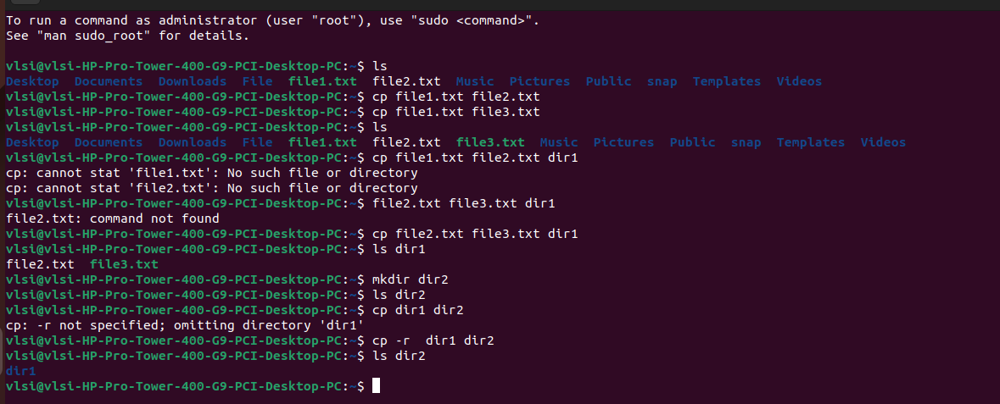 To run a command as administrator (user "root"), use "sudo <command>".
See "man sudo_root" for details.
vlsi@vlsi-HP-Pro-Tower-400-G9-PCI-Desktop-PC:~$ ls
Desktop  Documents  Downloads  File  file1.txt  file2.txt  Music  Pictures  Public  snap  Templates  Videos
vlsi@vlsi-HP-Pro-Tower-400-G9-PCI-Desktop-PC:~$ cp file1.txt file2.txt
vlsi@vlsi-HP-Pro-Tower-400-G9-PCI-Desktop-PC:~$ cp file1.txt file3.txt
vlsi@vlsi-HP-Pro-Tower-400-G9-PCI-Desktop-PC:~$ ls
Desktop  Documents  Downloads  File  file1.txt  file2.txt  file3.txt  Music  Pictures  Public  snap  Templates  Videos
vlsi@vlsi-HP-Pro-Tower-400-G9-PCI-Desktop-PC:~$ cp file1.txt file2.txt dir1
cp: cannot stat 'file1.txt': No such file or directory
cp: cannot stat 'file2.txt': No such file or directory
vlsi@vlsi-HP-Pro-Tower-400-G9-PCI-Desktop-PC:~$ file2.txt file3.txt dir1
file2.txt: command not found
vlsi@vlsi-HP-Pro-Tower-400-G9-PCI-Desktop-PC:~$ cp file2.txt file3.txt dir1
vlsi@vlsi-HP-Pro-Tower-400-G9-PCI-Desktop-PC:~$ ls dir1
file2.txt  file3.txt
vlsi@vlsi-HP-Pro-Tower-400-G9-PCI-Desktop-PC:~$ mkdir dir2
vlsi@vlsi-HP-Pro-Tower-400-G9-PCI-Desktop-PC:~$ ls dir2
vlsi@vlsi-HP-Pro-Tower-400-G9-PCI-Desktop-PC:~$ cp dir1 dir2
cp: -r not specified; omitting directory 'dir1'
vlsi@vlsi-HP-Pro-Tower-400-G9-PCI-Desktop-PC:~$ cp -r  dir1 dir2
vlsi@vlsi-HP-Pro-Tower-400-G9-PCI-Desktop-PC:~$ ls dir2
dir1
vlsi@vlsi-HP-Pro-Tower-400-G9-PCI-Desktop-PC:~$